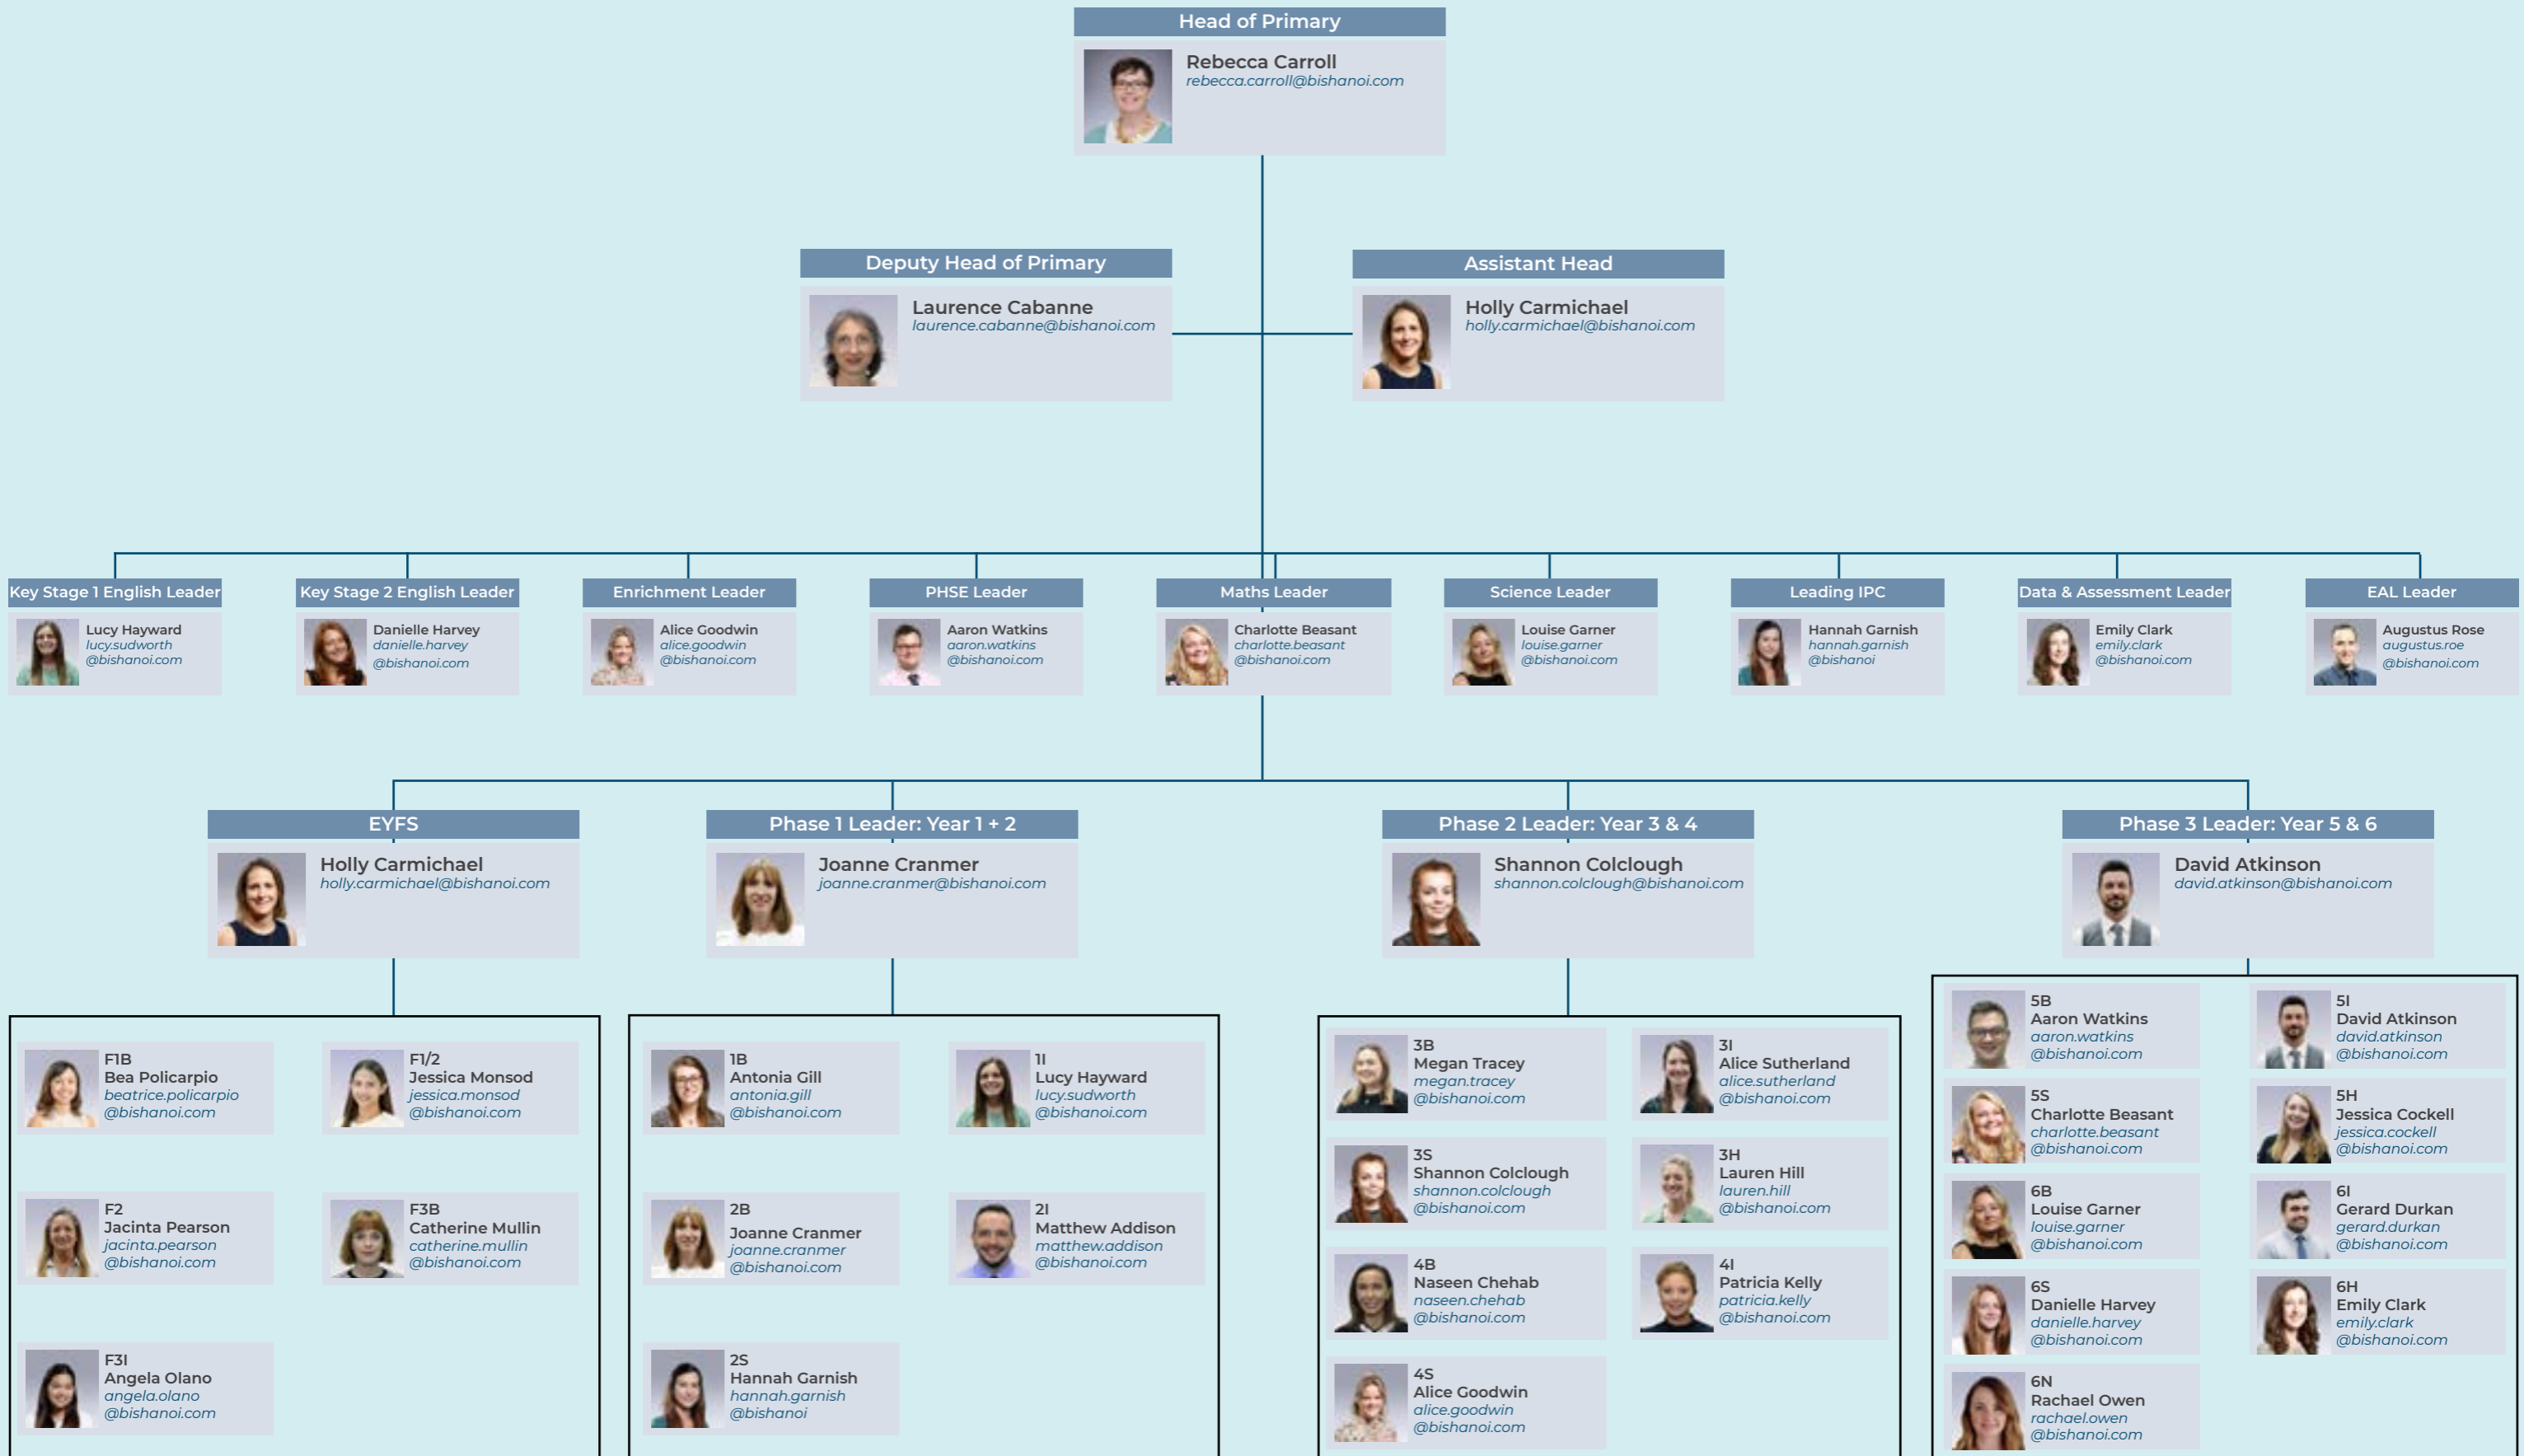 Head of Primary
Rebecca Carroll
rebecca.carroll@bishanoi.com
Deputy Head of Primary
Laurence Cabanne
laurence.cabanne@bishanoi.com
Assistant Head
Holly Carmichael
holly.carmichael@bishanoi.com
Key Stage 1 English Leader
Lucy Hayward
lucy.sudworth
@bishanoi.com
Key Stage 2 English Leader
Danielle Harvey
danielle.harvey
@bishanoi.com
Enrichment Leader
Alice Goodwin
alice.goodwin
@bishanoi.com
PHSE Leader
Aaron Watkins
aaron.watkins
@bishanoi.com
Maths Leader
Charlotte Beasant
charlotte.beasant
@bishanoi.com
Science Leader
Louise Garner
louise.garner
@bishanoi.com
Leading IPC
Hannah Garnish
hannah.garnish
@bishanoi
Data & Assessment Leader
Emily Clark
emily.clark
@bishanoi.com
EAL Leader
Augustus Rose
augustus.roe
@bishanoi.com
EYFS
Holly Carmichael
holly.carmichael@bishanoi.com
Phase 1 Leader: Year 1 + 2
Joanne Cranmer
joanne.cranmer@bishanoi.com
Phase 2 Leader: Year 3 & 4
Shannon Colclough
shannon.colclough@bishanoi.com
Phase 3 Leader: Year 5 & 6
David Atkinson
david.atkinson@bishanoi.com
F1B
Bea Policarpio
beatrice.policarpio
@bishanoi.com
F1/2
Jessica Monsod
jessica.monsod
@bishanoi.com
F2
Jacinta Pearson
jacinta.pearson
@bishanoi.com
F3B
Catherine Mullin
catherine.mullin
@bishanoi.com
F3I
Angela Olano
angela.olano
@bishanoi.com
1B
Antonia Gill
antonia.gill
@bishanoi.com
1I
Lucy Hayward
lucy.sudworth
@bishanoi.com
2B
Joanne Cranmer
joanne.cranmer
@bishanoi.com
2I
Matthew Addison
matthew.addison
@bishanoi.com
2S
Hannah Garnish
hannah.garnish
@bishanoi
3B
Megan Tracey
megan.tracey
@bishanoi.com
3I
Alice Sutherland
alice.sutherland
@bishanoi.com
3S
Shannon Colclough
shannon.colclough
@bishanoi.com
3H
Lauren Hill
lauren.hill
@bishanoi.com
4B
Naseen Chehab
naseen.chehab
@bishanoi.com
4I
Patricia Kelly
patricia.kelly
@bishanoi.com
4S
Alice Goodwin
alice.goodwin
@bishanoi.com
5B
Aaron Watkins
aaron.watkins
@bishanoi.com
5I
David Atkinson
david.atkinson
@bishanoi.com
5S
Charlotte Beasant
charlotte.beasant
@bishanoi.com
5H
Jessica Cockell
jessica.cockell
@bishanoi.com
6B
Louise Garner
louise.garner
@bishanoi.com
6I
Gerard Durkan
gerard.durkan
@bishanoi.com
6S
Danielle Harvey
danielle.harvey
@bishanoi.com
6H
Emily Clark
emily.clark
@bishanoi.com
6N
Rachael Owen
rachael.owen
@bishanoi.com